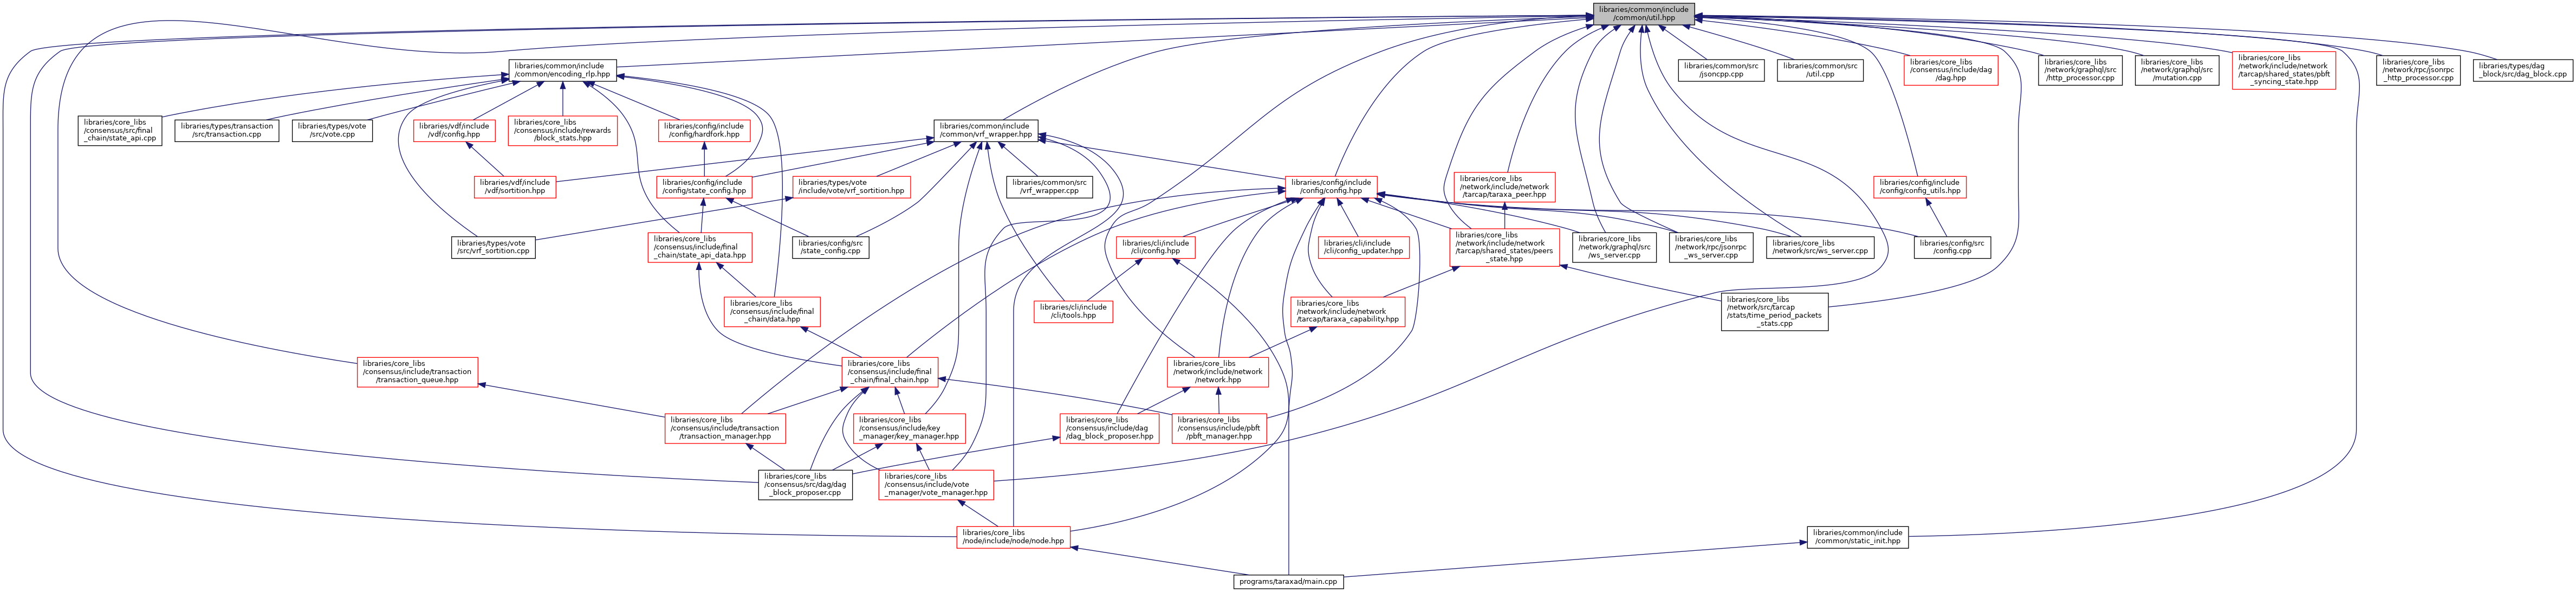 libraries/common/include
/common/util.hpp
libraries/common/include
/common/encoding_rlp.hpp
libraries/common/src
/jsoncpp.cpp
libraries/common/src
/util.cpp
libraries/core_libs
/consensus/include/dag
/dag.hpp
libraries/core_libs
/network/graphql/src
/http_processor.cpp
libraries/core_libs
/network/graphql/src
/mutation.cpp
libraries/core_libs
/network/include/network
/tarcap/shared_states/pbft
_syncing_state.hpp
libraries/core_libs
/network/rpc/jsonrpc
_http_processor.cpp
libraries/types/dag
_block/src/dag_block.cpp
libraries/core_libs
/consensus/src/final
_chain/state_api.cpp
libraries/types/transaction
/src/transaction.cpp
libraries/types/vote
/src/vote.cpp
libraries/vdf/include
/vdf/config.hpp
libraries/core_libs
/consensus/include/rewards
/block_stats.hpp
libraries/config/include
/config/hardfork.hpp
libraries/common/include
/common/vrf_wrapper.hpp
libraries/vdf/include
/vdf/sortition.hpp
libraries/config/include
/config/state_config.hpp
libraries/types/vote
/include/vote/vrf_sortition.hpp
libraries/common/src
/vrf_wrapper.cpp
libraries/config/include
/config/config.hpp
libraries/core_libs
/network/include/network
/tarcap/taraxa_peer.hpp
libraries/config/include
/config/config_utils.hpp
libraries/types/vote
/src/vrf_sortition.cpp
libraries/core_libs
/consensus/include/final
_chain/state_api_data.hpp
libraries/config/src
/state_config.cpp
libraries/cli/include
/cli/config.hpp
libraries/cli/include
/cli/config_updater.hpp
libraries/core_libs
/network/include/network
/tarcap/shared_states/peers
_state.hpp
libraries/core_libs
/network/graphql/src
/ws_server.cpp
libraries/core_libs
/network/rpc/jsonrpc
_ws_server.cpp
libraries/core_libs
/network/src/ws_server.cpp
libraries/config/src
/config.cpp
libraries/core_libs
/consensus/include/final
_chain/data.hpp
libraries/cli/include
/cli/tools.hpp
libraries/core_libs
/network/include/network
/tarcap/taraxa_capability.hpp
libraries/core_libs
/network/src/tarcap
/stats/time_period_packets
_stats.cpp
libraries/core_libs
/consensus/include/transaction
/transaction_queue.hpp
libraries/core_libs
/consensus/include/final
_chain/final_chain.hpp
libraries/core_libs
/network/include/network
/network.hpp
libraries/core_libs
/consensus/include/transaction
/transaction_manager.hpp
libraries/core_libs
/consensus/include/key
_manager/key_manager.hpp
libraries/core_libs
/consensus/include/dag
/dag_block_proposer.hpp
libraries/core_libs
/consensus/include/pbft
/pbft_manager.hpp
libraries/core_libs
/consensus/src/dag/dag
_block_proposer.cpp
libraries/core_libs
/consensus/include/vote
_manager/vote_manager.hpp
libraries/core_libs
/node/include/node/node.hpp
libraries/common/include
/common/static_init.hpp
programs/taraxad/main.cpp